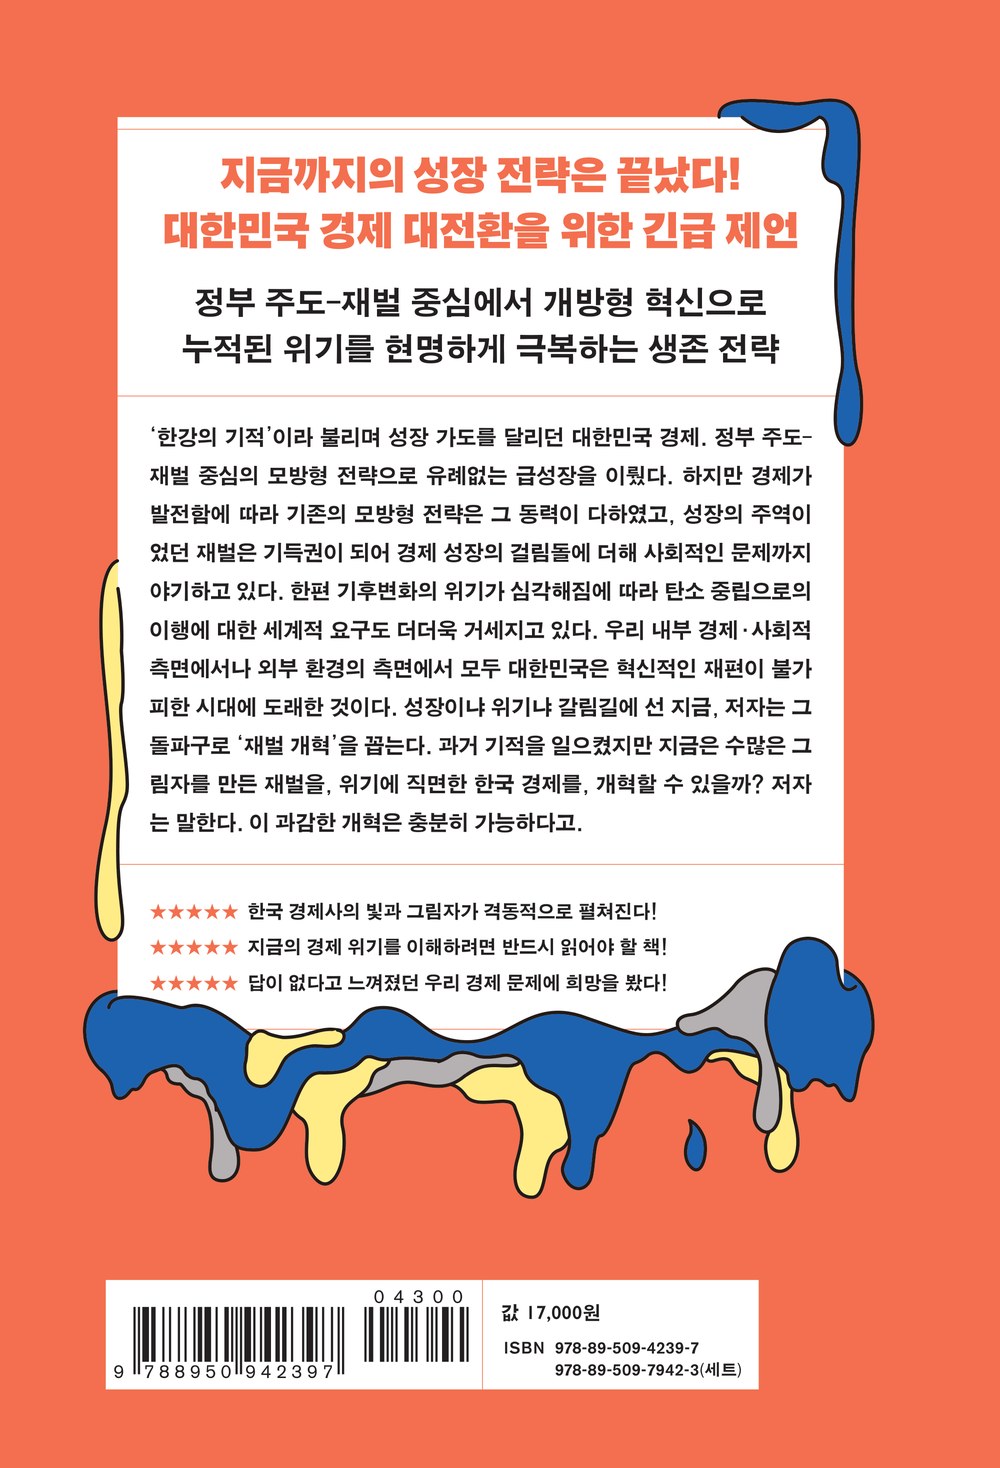 지금까지의 성장 전략은 끝났다!
대한민국 경제 대전환을 위한 긴급 제언
정부 주도-재벌 중심에서 개방형 혁신으로
누적된 위기를 현명하게 극복하는 생존 전략
‘한강의 기적’이라 불리며 성장 가도를 달리던 대한민국 경제. 정부 주도-
재벌 중심의 모방형 전략으로 유례없는 급성장을 이뤘다. 하지만 경제가
발전함에 따라 기존의 모방형 전략은 그 동력이 다하였고, 성장의 주역이
었던 재벌은 기득권이 되어 경제 성장의 걸림돌에 더해 사회적인 문제까지
야기하고 있다. 한편 기후변화의 위기가 심각해짐에 따라 탄소 중립으로의
이행에 대한 세계적 요구도 더더욱 거세지고 있다. 우리 내부 경제·사회적
측면에서나 외부 환경의 측면에서 모두 대한민국은 혁신적인 재편이 불가
피한 시대에 도래한 것이다. 성장이냐 위기냐 갈림길에 선 지금, 저자는 그
돌파구로 ‘재벌 개혁’을 꼽는다. 과거 기적을 일으켰지만 지금은 수많은 그
림자를 만든 재벌을, 위기에 직면한 한국 경제를, 개혁할 수 있을까? 저자
는 말한다. 이 과감한 개혁은 충분히 가능하다고.
★★★★★ 한국 경제사의 빛과 그림자가 격동적으로 펼쳐진다!
★★★★★ 지금의 경제 위기를 이해하려면 반드시 읽어야 할 책!
★★★★★ 답이 없다고 느껴졌던 우리 경제 문제에 희망을 봤다!
04300
9 788950 942397
값 17,000원
ISBN 978-89-509-4239-7
978-89-509-7942-3(세트)